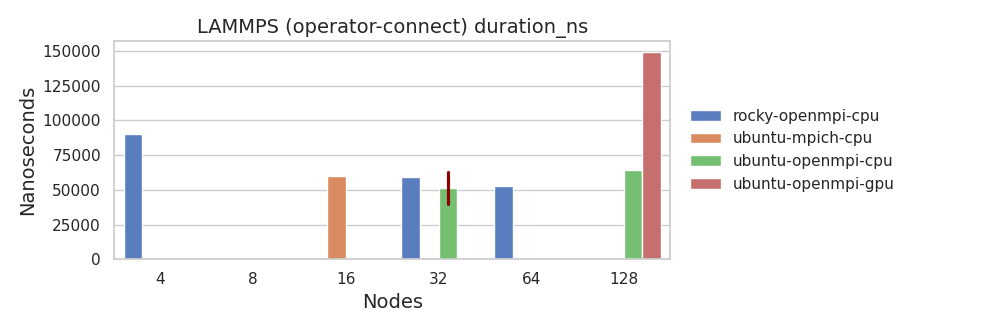 LAMMPS (operator-connect) duration_ns
Nanoseconds
150000
125000
100000
75000
50000
25000
0
4 8 16 32 64 128
Nodes
rocky-openmpi-cpu
ubuntu-mpich-cpu
ubuntu-openmpi-cpu
ubuntu-openmpi-gpu